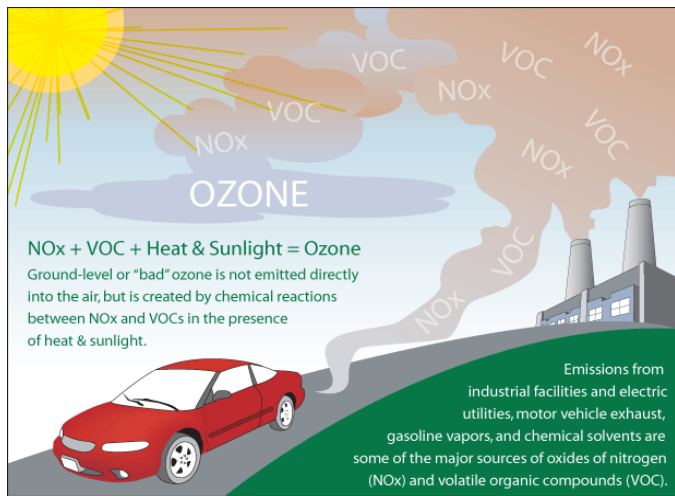 NOx
VOC
VOC
NOx
VOC
NOx
VOC
NOx
OZONE
VOC
NOx
NOx + VOC + Heat & Sunlight = Ozone
Ground-level or “bad” ozone is not emitted directly
into the air, but is created by chemical reactions
between NOx and VOCs in the presence
of heat & sunlight.
Emissions from
industrial facilities and electric
utilities, motor vehicle exhaust,
gasoline vapors, and chemical solvents are
some of the major sources of oxides of nitrogen
(NOx) and volatile organic compounds (VOC).